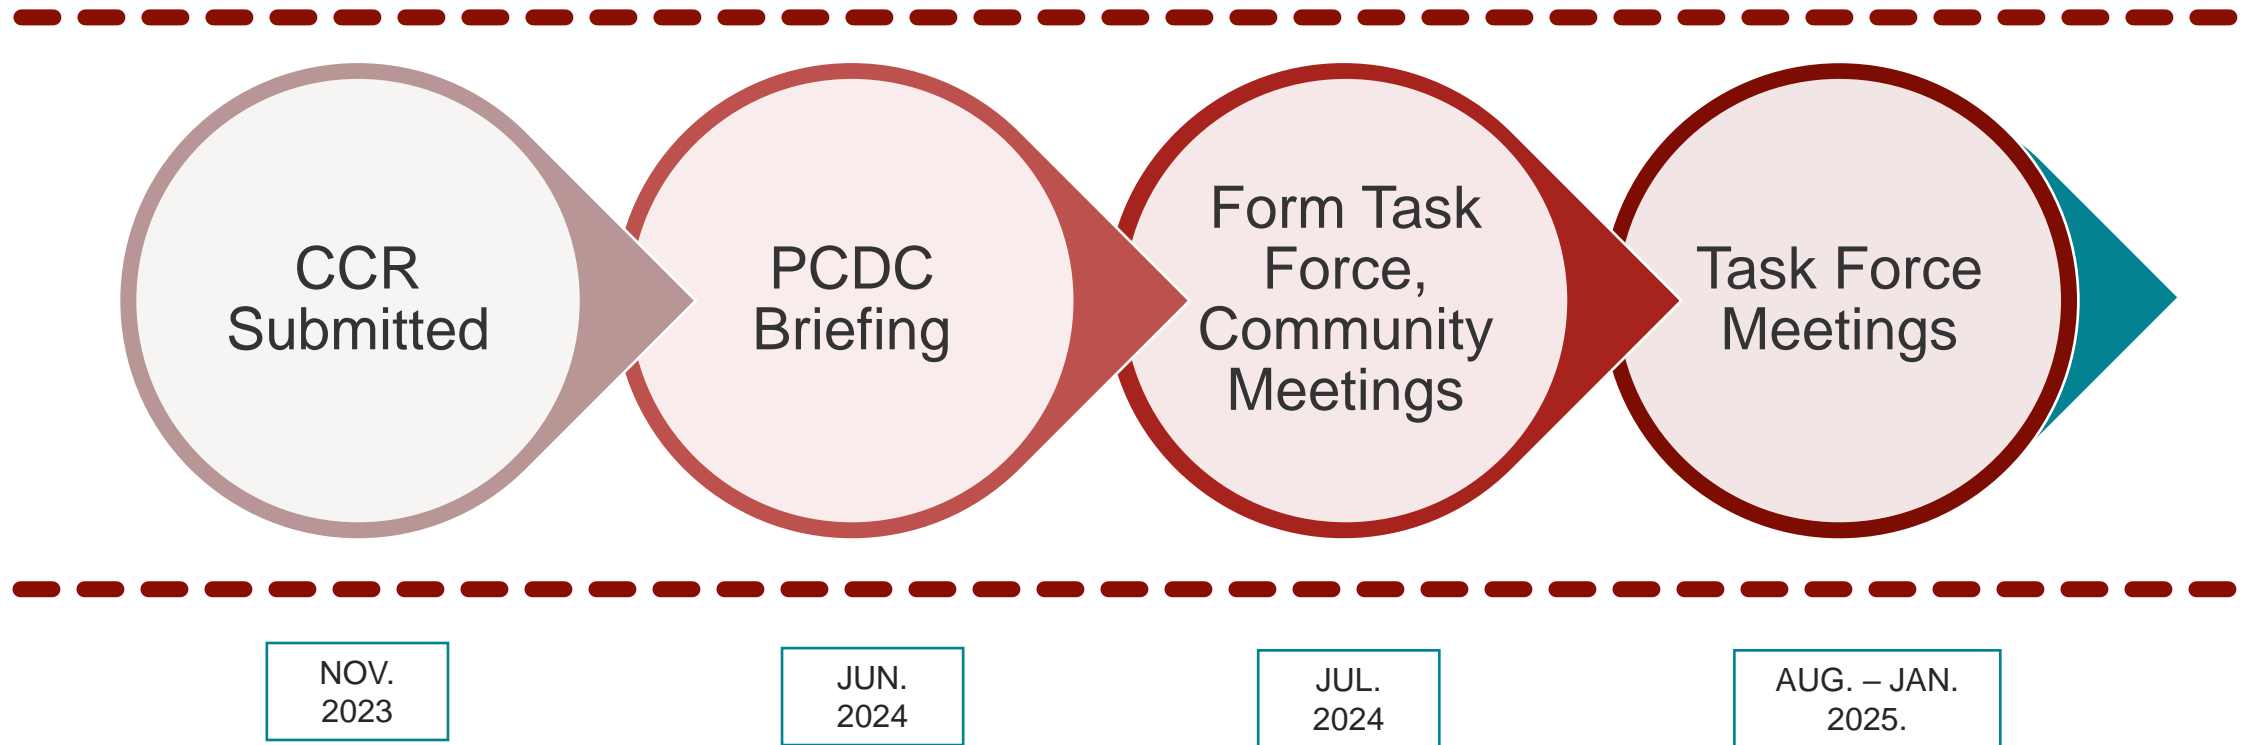 CCR
Submitted
PCDC
Briefing
Form Task
Force,
Community
Meetings
Task Force
Meetings
NOV.
2023
JUN.
2024
JUL.
2024
AUG. – JAN.
2025.